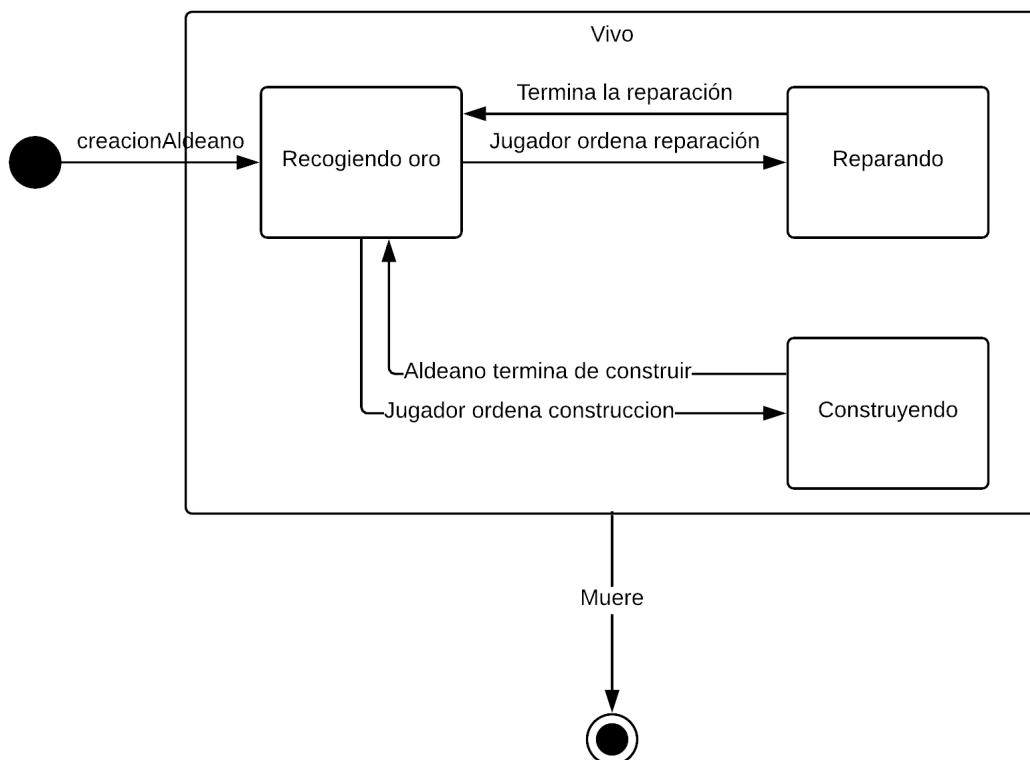 Vivo
Termina la reparación
creacionAldeano
Jugador ordena reparación
Recogiendo oro
Reparando
Aldeano termina de construir
Jugador ordena construccion
Construyendo
Muere